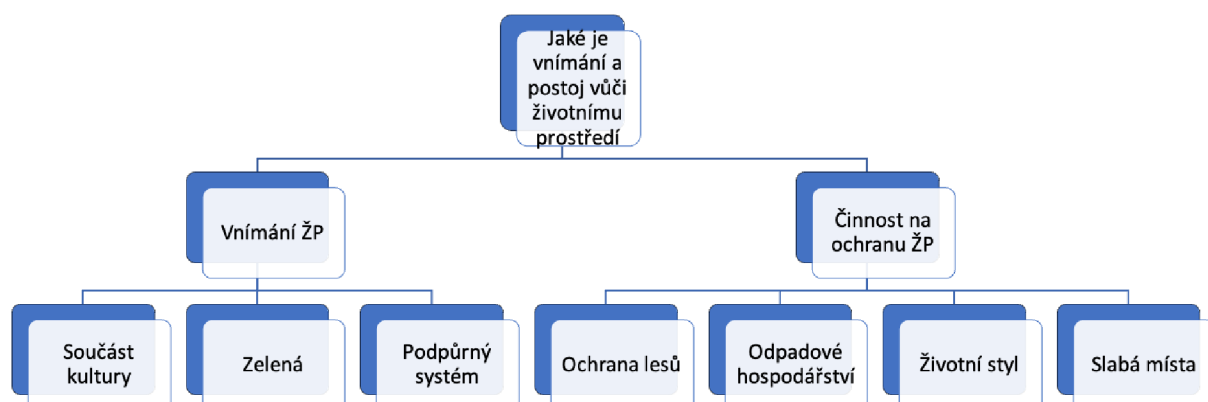 Jaké je
vnímání a
postoj vůči
životnímu
prostředí
Vnímání ŽP
Činnost na
ochranu ŽP
Součást
kultury
Zelená
Podpůrný
systém
Ochrana lesů
Odpadové
hospodářství
Životní styl
Slabá místa